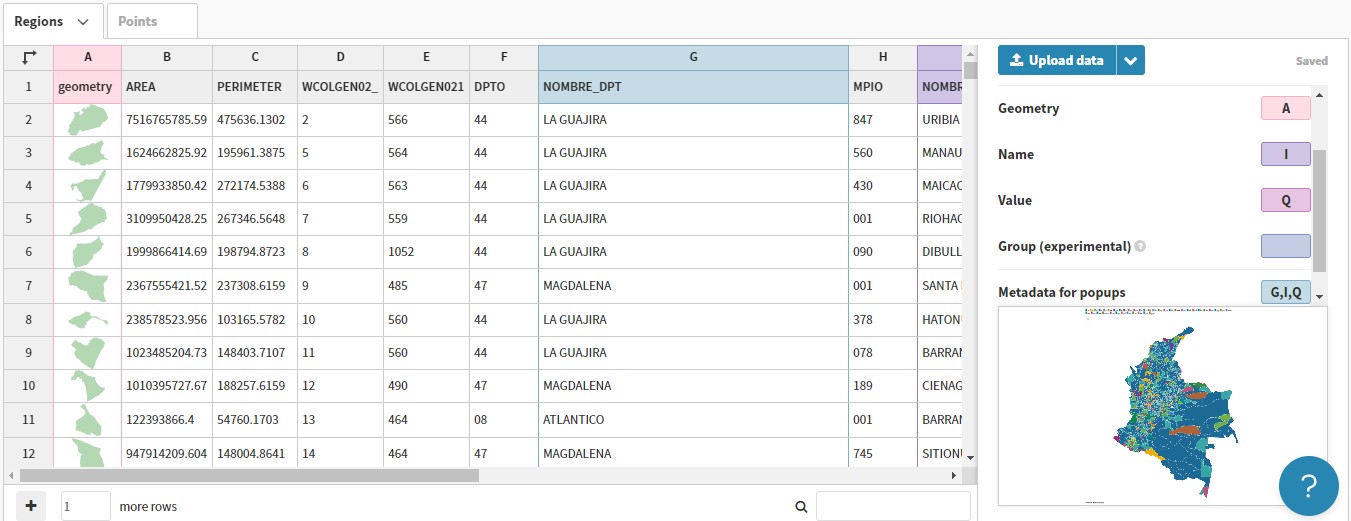 Regions Points
A B C D E F G H
1 geometry AREA PERIMETER WCOLGEN02_ WCOLGEN021 DPTO NOMBRE_DPT MPIO NOMBR
2 7516765785.59 475636.1302 2 566 44 LA GUAJIRA 847 URIBIA
3 1624662825.92 195961.3875 5 564 44 LA GUAJIRA 560 MANAU
4 1779933850.42 272174.5388 6 563 44 LA GUAJIRA 430 MAICAO
5 3109950428.25 267346.5648 7 559 44 LA GUAJIRA 001 RIOHAC
6 1999866414.69 198794.8723 8 1052 44 LA GUAJIRA 090 DIBULL
7 2367555421.52 237308.6159 9 485 47 MAGDALENA 001 SANTA
8 238578523.956 103165.5782 10 560 44 LA GUAJIRA 378 HATON
9 1023485204.73 148403.7107 11 560 44 LA GUAJIRA 078 BARRAN
10 1010395727.67 188257.6159 12 490 47 MAGDALENA 189 CIENAG
11 122393866.4 54760.1703 13 464 08 ATLANTICO 001 BARRAN
12 947914209.604 148004.8641 14 464 47 MAGDALENA 745 SITION
+ 1 more rows
Upload data Saved
Geometry A
Name I
Value Q
Group (experimental) ?
Metadata for popups G,I,Q
?